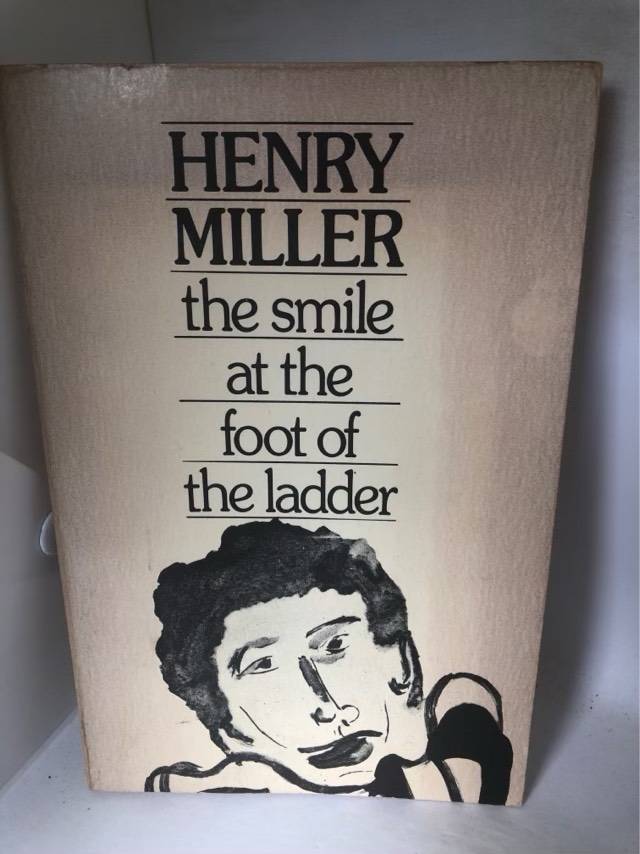 HENRY
MILLER
the smile
at the
foot of
the ladder